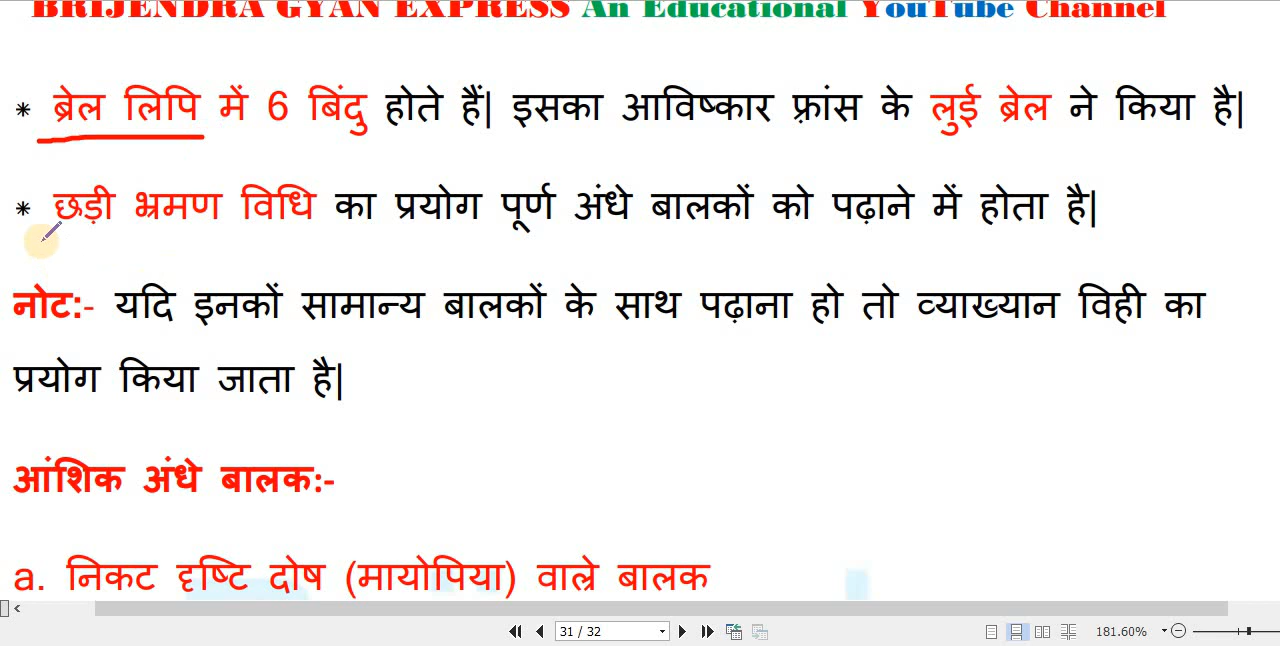 BRIJENDRA GYAN EXPRESS An Educational YouTube Channel
* ब्रेल लिपि में 6 बिंदु होते हैं| इसका आविष्कार फ़्रांस के लुई ब्रेल ने किया है|
* छड़ी भ्रमण विधि का प्रयोग पूर्ण अंधे बालकों को पढ़ाने में होता है|
नोट:- यदि इनकों सामान्य बालकों के साथ पढ़ाना हो तो व्याख्यान विही का
प्रयोग किया जाता है|
आंशिक अंधे बालक:-
a. निकट दृष्टि दोष (मायोपिया) वाल्रे बालक
31 / 32
181.60%